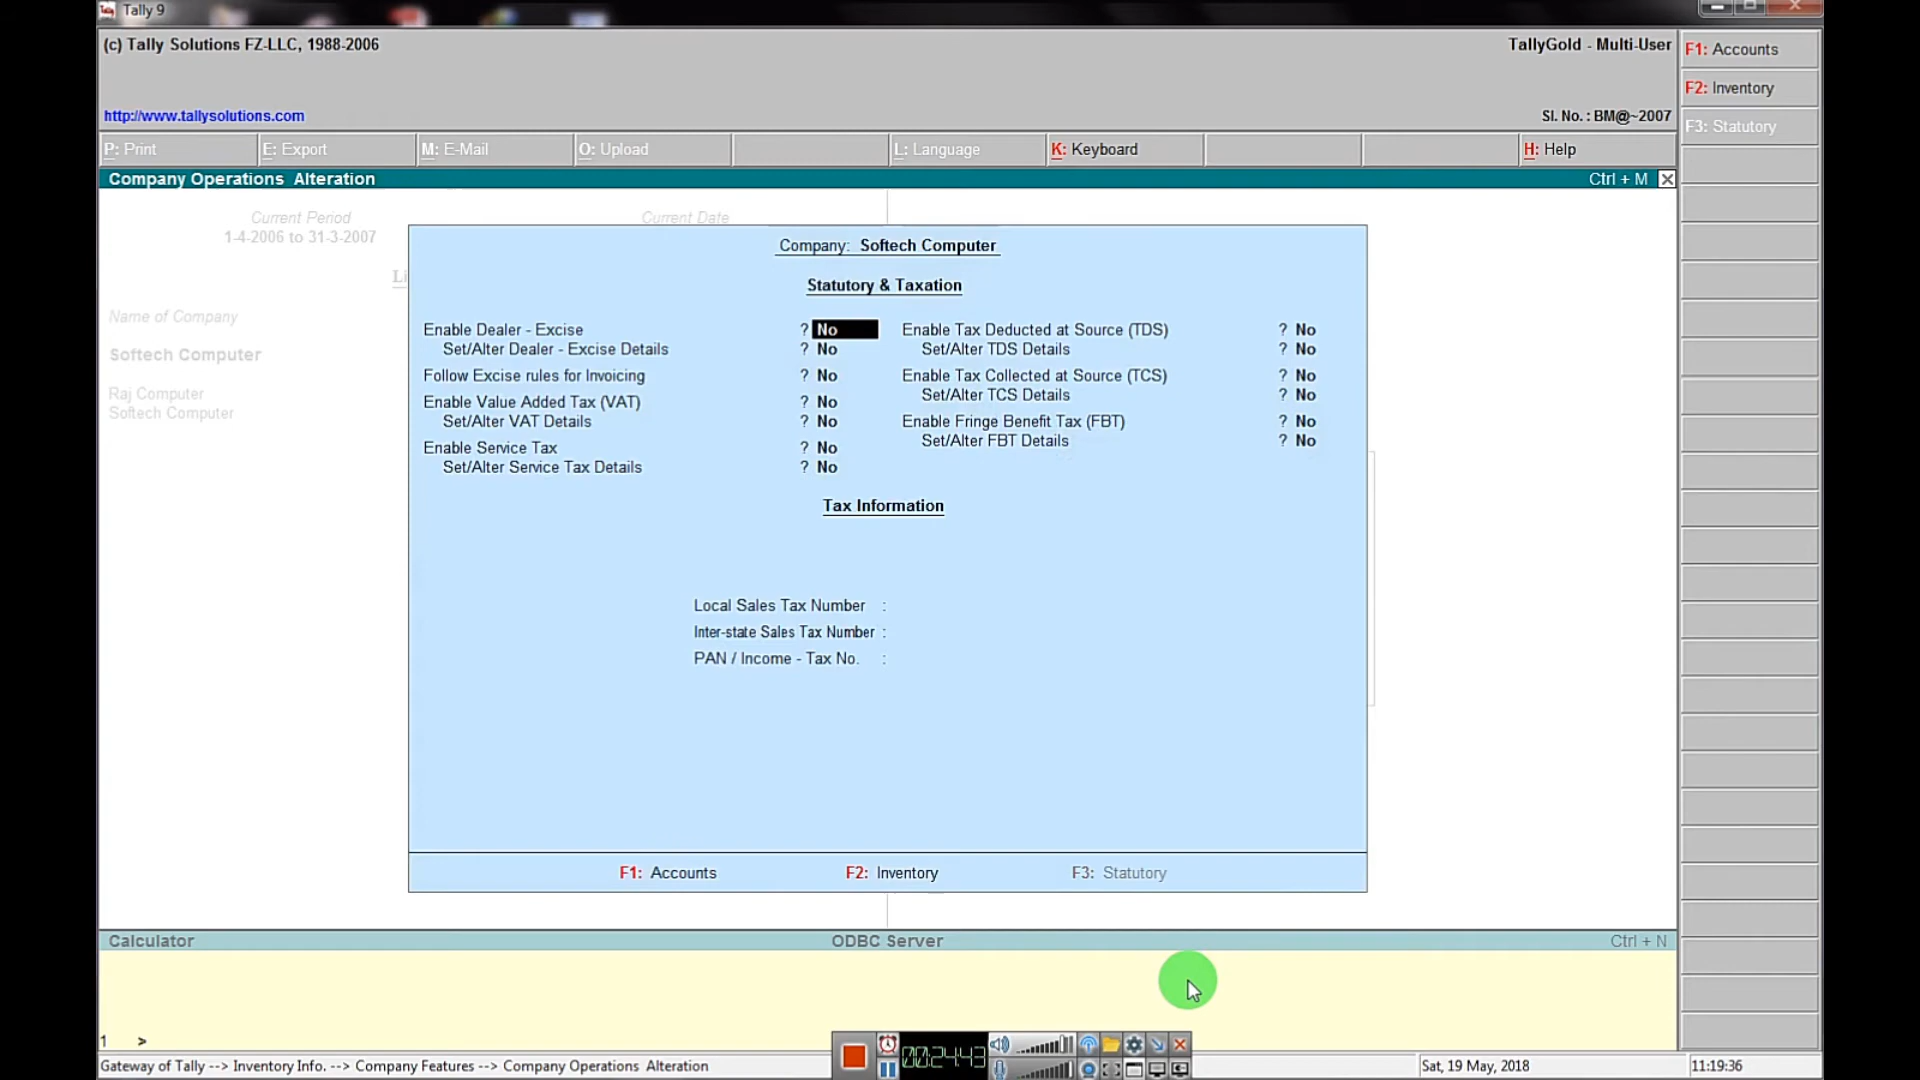 Tally 9
(c) Tally Solutions FZ-LLC, 1988-2006
TallyGold - Multi-User
http://www.tallysolutions.com
Sl. No. : BM@~2007
P: Print E: Export M: E-Mail O: Upload L: Language K: Keyboard H: Help
F1: Accounts
F2: Inventory
F3: Statutory
Company Operations Alteration Ctrl + M
Current Period Current Date
1-4-2006 to 31-3-2007
Li
Name of Company
Softech Computer
Raj Computer
Softech Computer
Company: Softech Computer
Statutory & Taxation
Enable Dealer - Excise ? No
Set/Alter Dealer - Excise Details ? No
Follow Excise rules for Invoicing ? No
Enable Value Added Tax (VAT) ? No
Set/Alter VAT Details ? No
Enable Service Tax ? No
Set/Alter Service Tax Details ? No
Enable Tax Deducted at Source (TDS) ? No
Set/Alter TDS Details ? No
Enable Tax Collected at Source (TCS) ? No
Set/Alter TCS Details ? No
Enable Fringe Benefit Tax (FBT) ? No
Set/Alter FBT Details ? No
Tax Information
Local Sales Tax Number :
Inter-state Sales Tax Number :
PAN / Income - Tax No. :
F1: Accounts F2: Inventory F3: Statutory
Calculator ODBC Server Ctrl + N
1 >
00:24:43
Gateway of Tally --> Inventory Info. --> Company Features --> Company Operations Alteration
Sat, 19 May, 2018 11:19:36